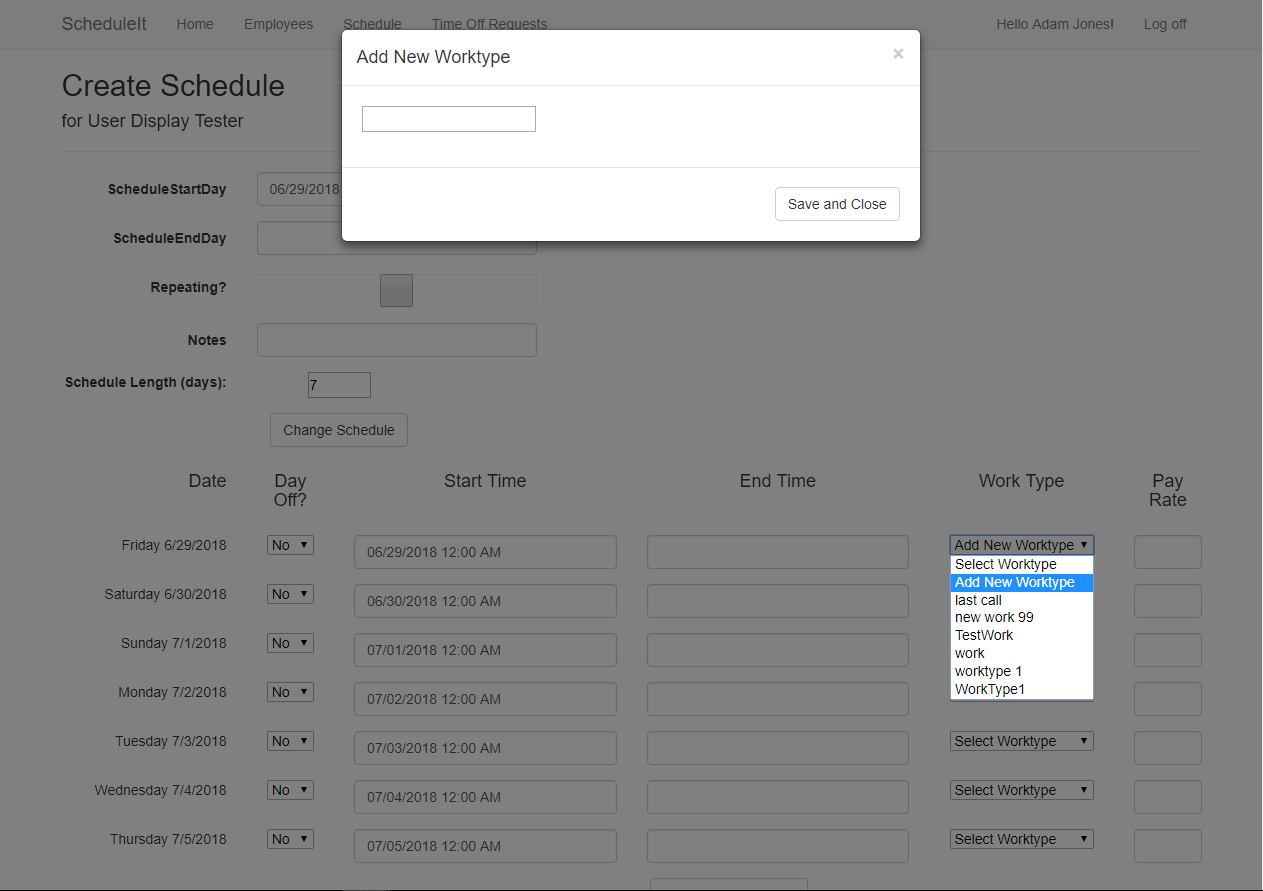 ScheduleIt Home Employees Schedule Time Off Requests Hello Adam Jones! Log off
Add New Worktype ×
Create Schedule
for User Display Tester
ScheduleStartDay 06/29/2018
Save and Close
ScheduleEndDay
Repeating?
Notes
Schedule Length (days): 7
Change Schedule
Date Day Off? Start Time End Time Work Type Pay Rate
Friday 6/29/2018 No 06/29/2018 12:00 AM Add New Worktype
Select Worktype
Add New Worktype
last call
new work 99
TestWork
work
worktype 1
WorkType1
Saturday 6/30/2018 No 06/30/2018 12:00 AM
Sunday 7/1/2018 No 07/01/2018 12:00 AM
Monday 7/2/2018 No 07/02/2018 12:00 AM
Tuesday 7/3/2018 No 07/03/2018 12:00 AM Select Worktype
Wednesday 7/4/2018 No 07/04/2018 12:00 AM Select Worktype
Thursday 7/5/2018 No 07/05/2018 12:00 AM Select Worktype